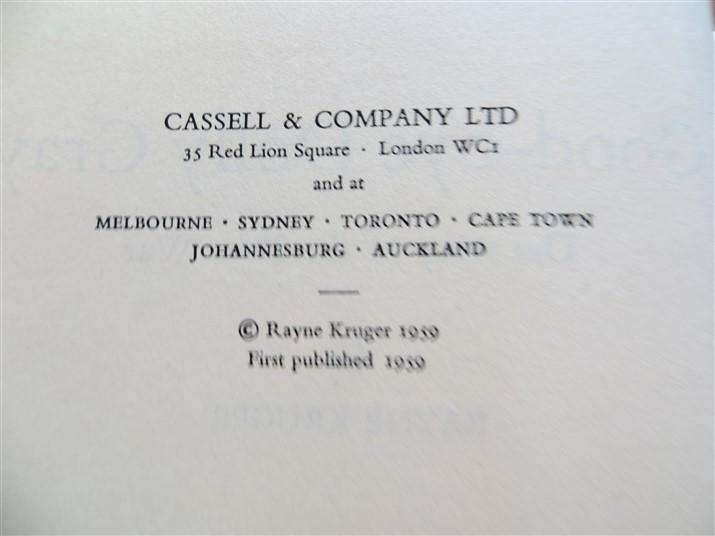 CASSELL & COMPANY LTD
35 Red Lion Square · London WC1
and at
MELBOURNE · SYDNEY · TORONTO · CAPE TOWN
JOHANNESBURG · AUCKLAND
© Rayne Kruger 1959
First published 1959